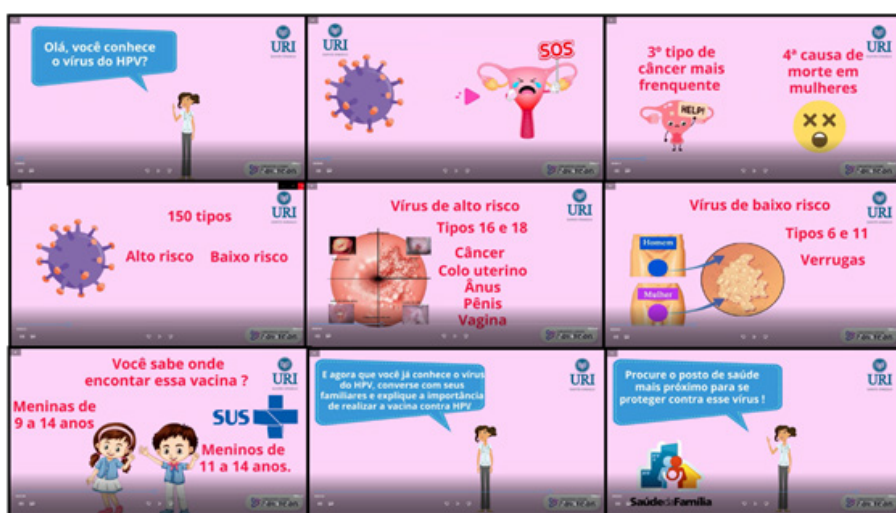 Olá, você conhece
o vírus do HPV?
URI
SOS
URI
3º tipo de
câncer mais
frenquente
HELP!
4ª causa de
morte em
mulheres
URI
150 tipos
Alto risco
Baixo risco
URI
Vírus de alto risco
Tipos 16 e 18
Câncer
Colo uterino
Ânus
Pênis
Vagina
URI
Vírus de baixo risco
Homem
Mulher
Tipos 6 e 11
Verrugas
URI
Você sabe onde
encontar essa vacina ?
Meninas de
9 a 14 anos
SUS
Meninos de
11 a 14 anos.
URI
E agora que você já conhece o vírus
do HPV, converse com seus
familiares e explique a importância
de realizar a vacina contra HPV
URI
Procure o posto de saúde
mais próximo para se
proteger contra esse vírus !
SaúdedaFamília
URI